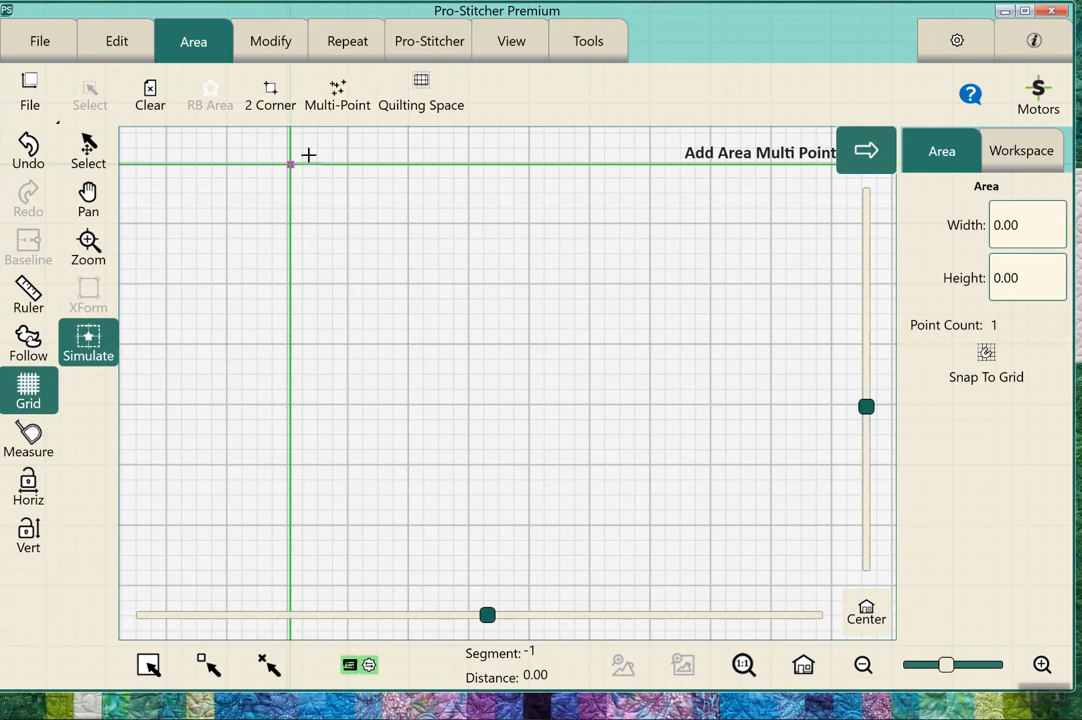 PS
Pro-Stitcher Premium
File Edit Area Modify Repeat Pro-Stitcher View Tools
File Select Clear RB Area 2 Corner Multi-Point Quilting Space ? S Motors
Undo Select
Add Area Multi Point
Area Workspace
Redo Pan
Area
Width: 0.00
Baseline Zoom
Height: 0.00
Ruler XForm
Point Count: 1
Follow Simulate
Snap To Grid
Grid
Measure
Horiz
Vert
Center
Segment: -1
Distance: 0.00
1:1